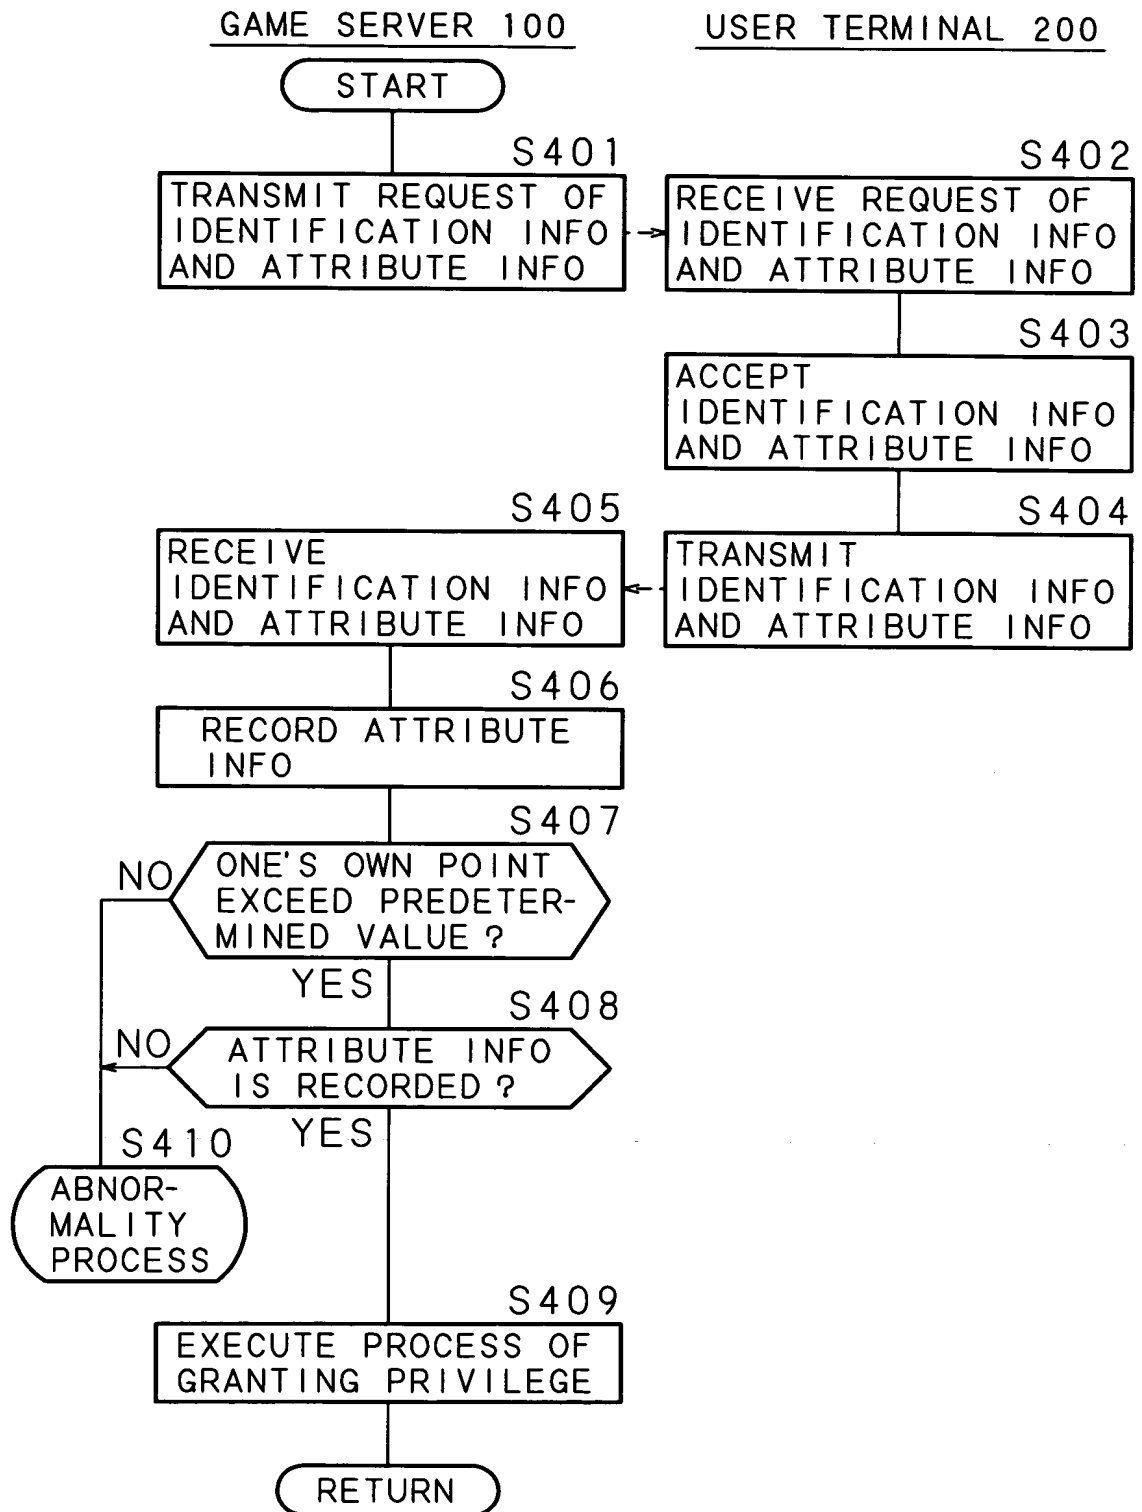 GAME SERVER 100
USER TERMINAL 200
START
S401
TRANSMIT REQUEST OF
IDENTIFICATION INFO
AND ATTRIBUTE INFO
S402
RECEIVE REQUEST OF
IDENTIFICATION INFO
AND ATTRIBUTE INFO
S403
ACCEPT
IDENTIFICATION INFO
AND ATTRIBUTE INFO
S404
TRANSMIT
IDENTIFICATION INFO
AND ATTRIBUTE INFO
S405
RECEIVE
IDENTIFICATION INFO
AND ATTRIBUTE INFO
S406
RECORD ATTRIBUTE
INFO
S407
ONE'S OWN POINT
EXCEED PREDETER-
MINED VALUE?
NO
YES
S408
ATTRIBUTE INFO
IS RECORDED?
NO
YES
S410
ABNOR-
MALITY
PROCESS
S409
EXECUTE PROCESS OF
GRANTING PRIVILEGE
RETURN